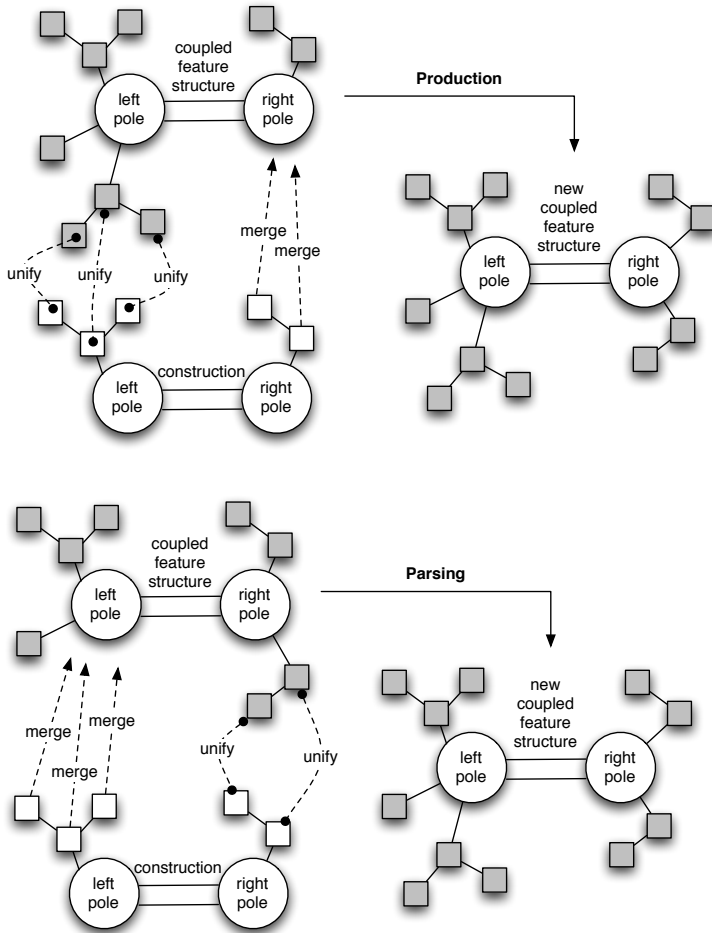 coupled
feature
structure
left
pole
right
pole
Production
unify
unify
unify
merge
merge
construction
left
pole
right
pole
new
coupled
feature
structure
left
pole
right
pole
coupled
feature
structure
left
pole
right
pole
Parsing
merge
merge
merge
unify
unify
construction
left
pole
right
pole
new
coupled
feature
structure
left
pole
right
pole